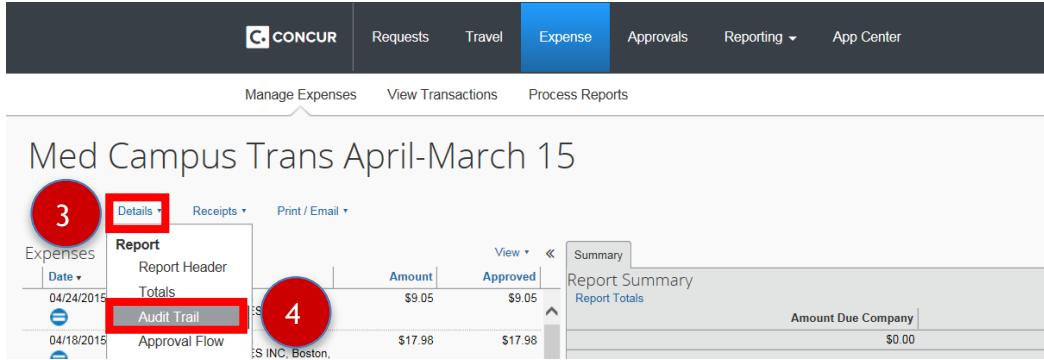 C. CONCUR Requests Travel Expense Approvals Reporting App Center
Manage Expenses View Transactions Process Reports
Med Campus Trans April-March 15
3 Details Receipts Print / Email
Expenses View Summary
Report
Report Header
Totals
Audit Trail
Approval Flow
4
Date Amount Approved
04/24/2015 $9.05 $9.05
04/18/2015 $17.98 $17.98
ES INC, Boston,
Report Summary
Report Totals
Amount Due Company
$0.00